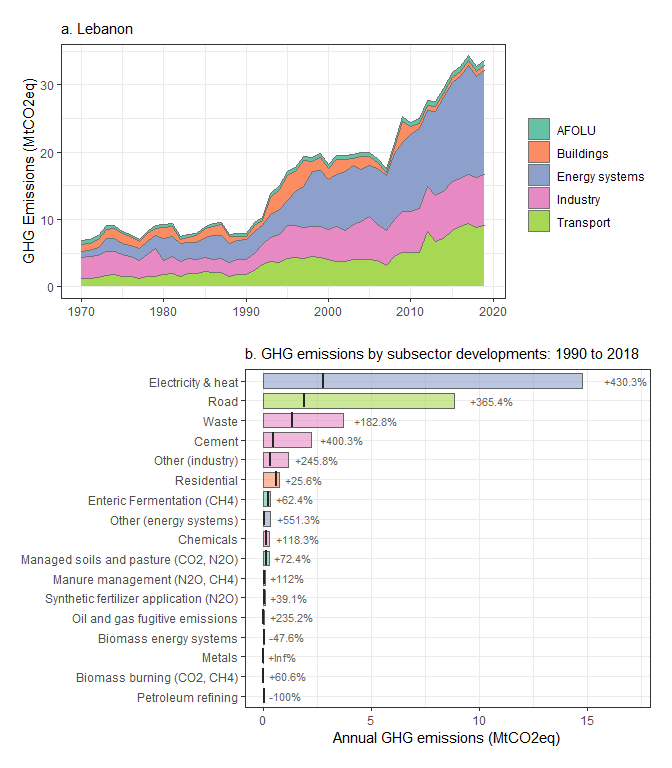 a. Lebanon
GHG Emissions (MtCO2eq)
30
20
10
0
1970
1980
1990
2000
2010
2020
AFOLU
Buildings
Energy systems
Industry
Transport
b. GHG emissions by subsector developments: 1990 to 2018
Electricity & heat +430.3%
Road +365.4%
Waste +182.8%
Cement +400.3%
Other (industry) +245.8%
Residential +25.6%
Enteric Fermentation (CH4) +62.4%
Other (energy systems) +551.3%
Chemicals +118.3%
Managed soils and pasture (CO2, N2O) +72.4%
Manure management (N2O, CH4) +112%
Synthetic fertilizer application (N2O) +39.1%
Oil and gas fugitive emissions +235.2%
Biomass energy systems -47.6%
Metals +Inf%
Biomass burning (CO2, CH4) +60.6%
Petroleum refining -100%
0
5
10
15
Annual GHG emissions (MtCO2eq)